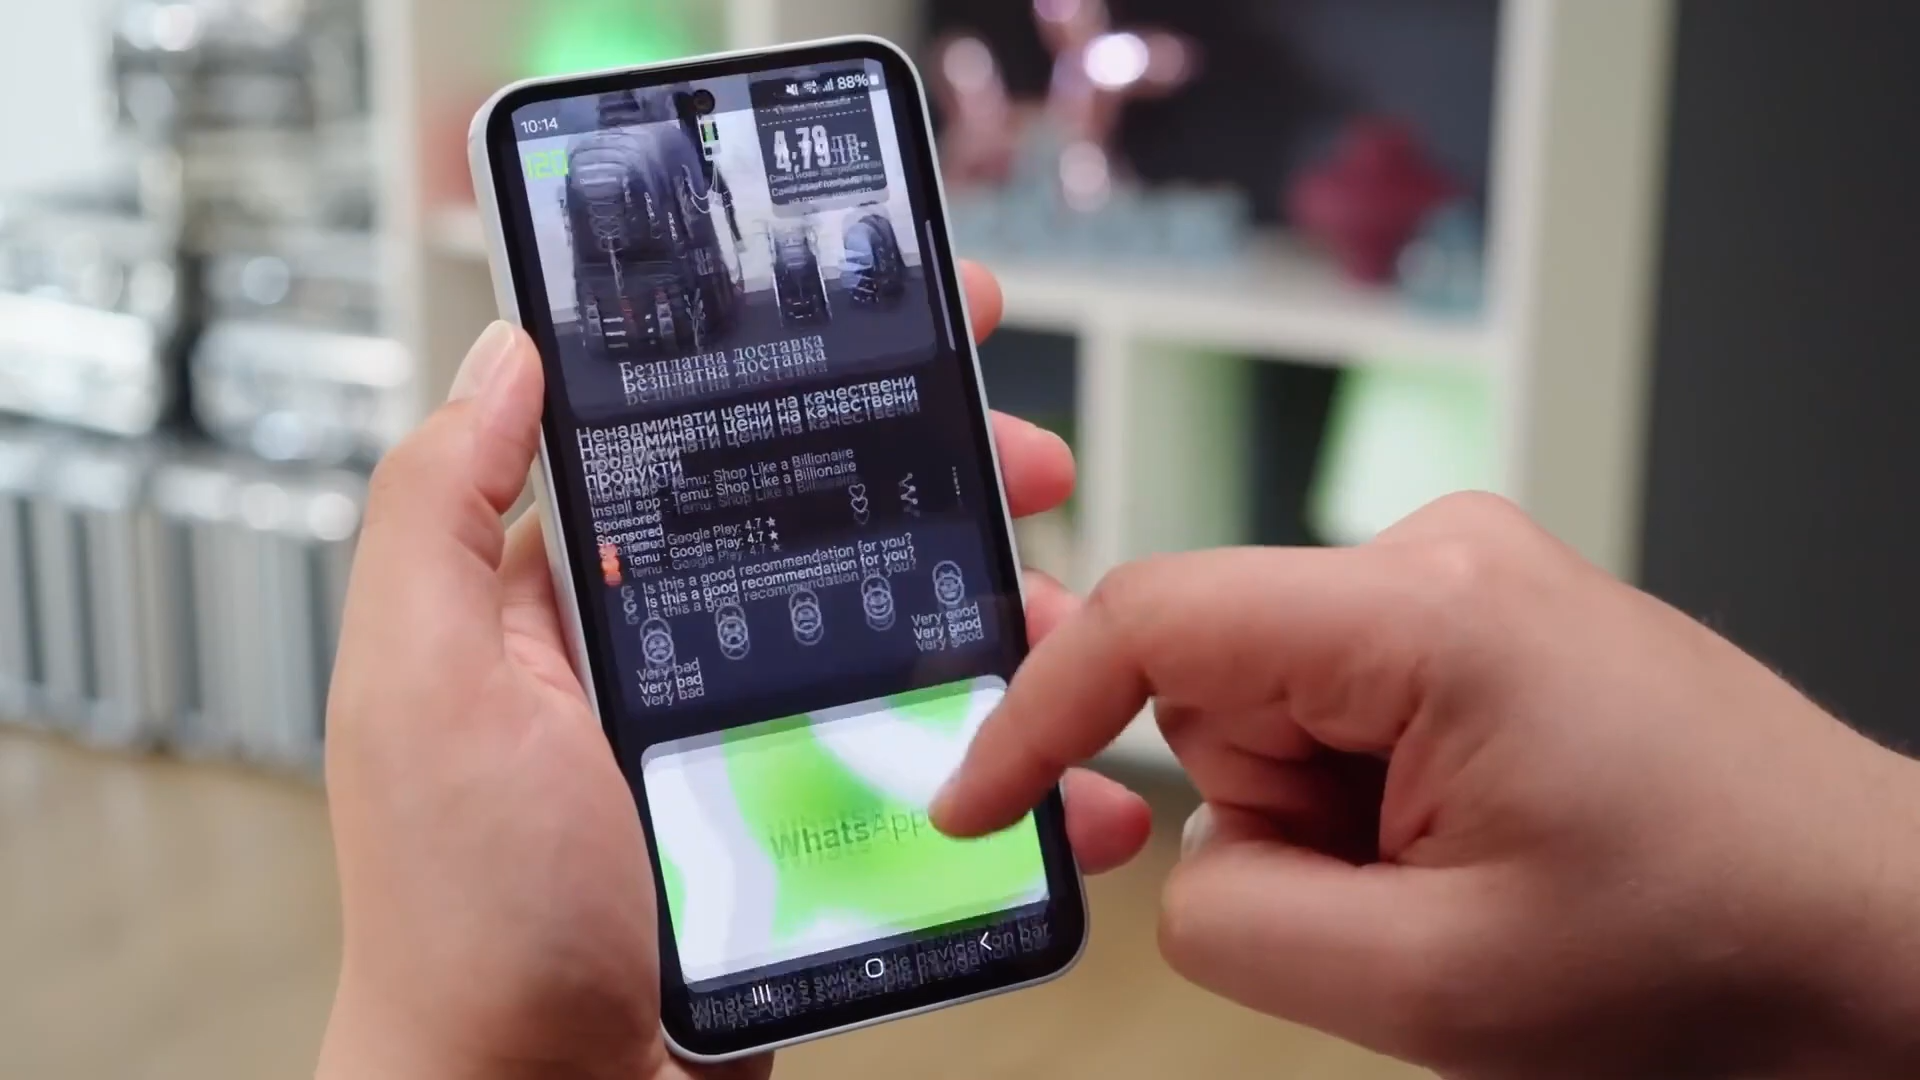 10:14
88%
120
4,79 лв.
Безплатна доставка
Ненадминати цени на качествени
продукти
Install app - Temu: Shop Like a Billionaire
Sponsored
Temu - Google Play: 4.7 ★
G Is this a good recommendation for you?
Very good
Very bad
WhatsApp
WhatsApp's swipeable navigation bar